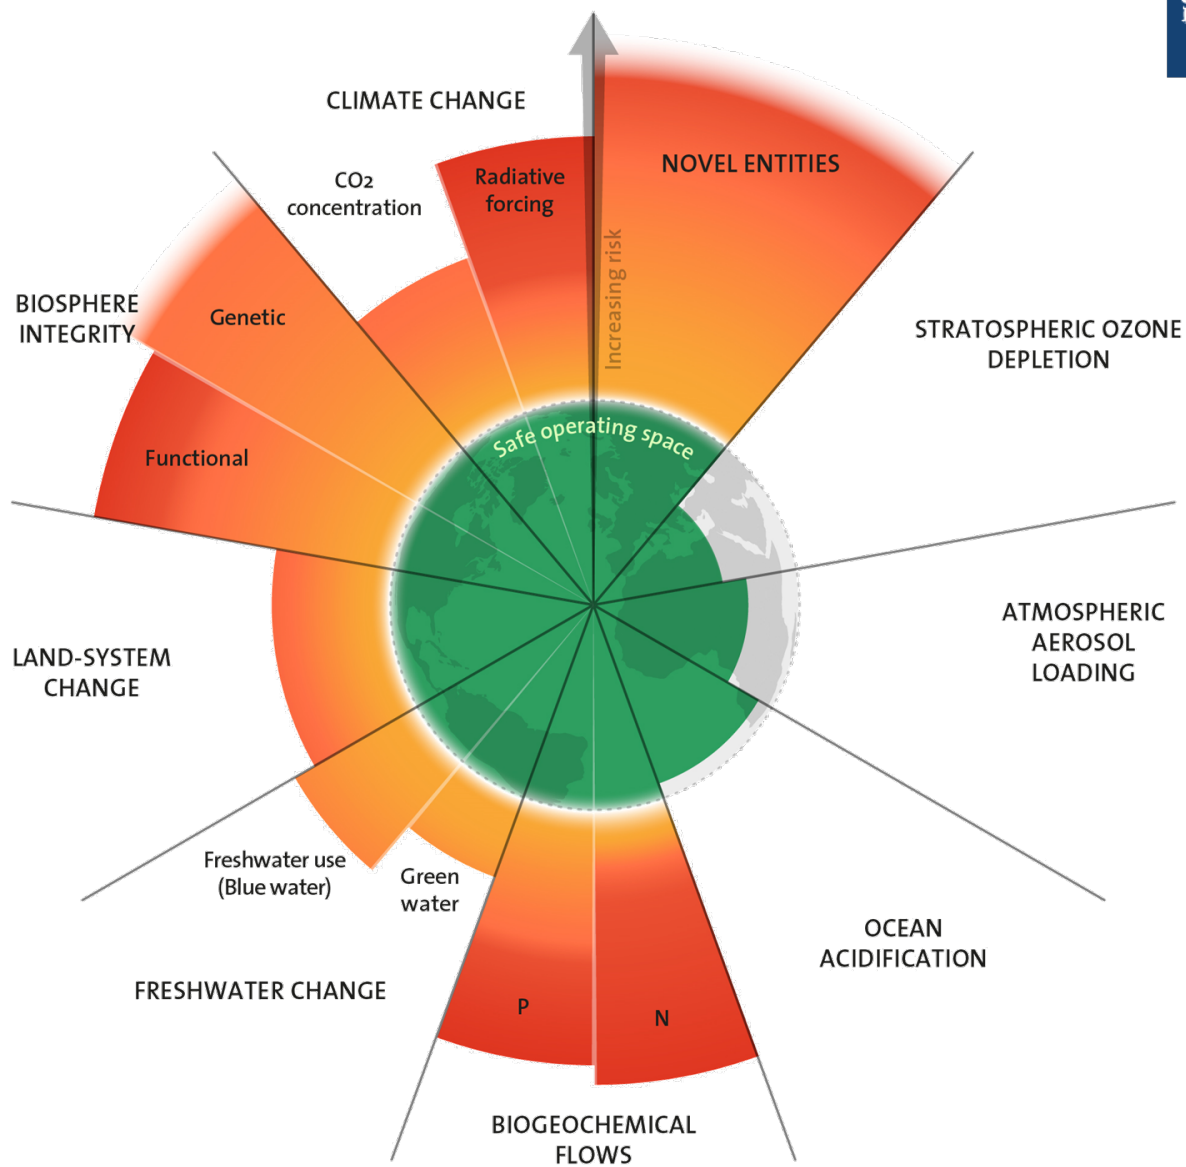 CLIMATE CHANGE
CO2
concentration
Radiative
forcing
NOVEL ENTITIES
Increasing risk
BIOSPHERE
INTEGRITY
Genetic
Functional
STRATOSPHERIC OZONE
DEPLETION
Safe operating space
ATMOSPHERIC
AEROSOL
LOADING
LAND-SYSTEM
CHANGE
Freshwater use
(Blue water)
Green
water
FRESHWATER CHANGE
OCEAN
ACIDIFICATION
P
N
BIOGEOCHEMICAL
FLOWS